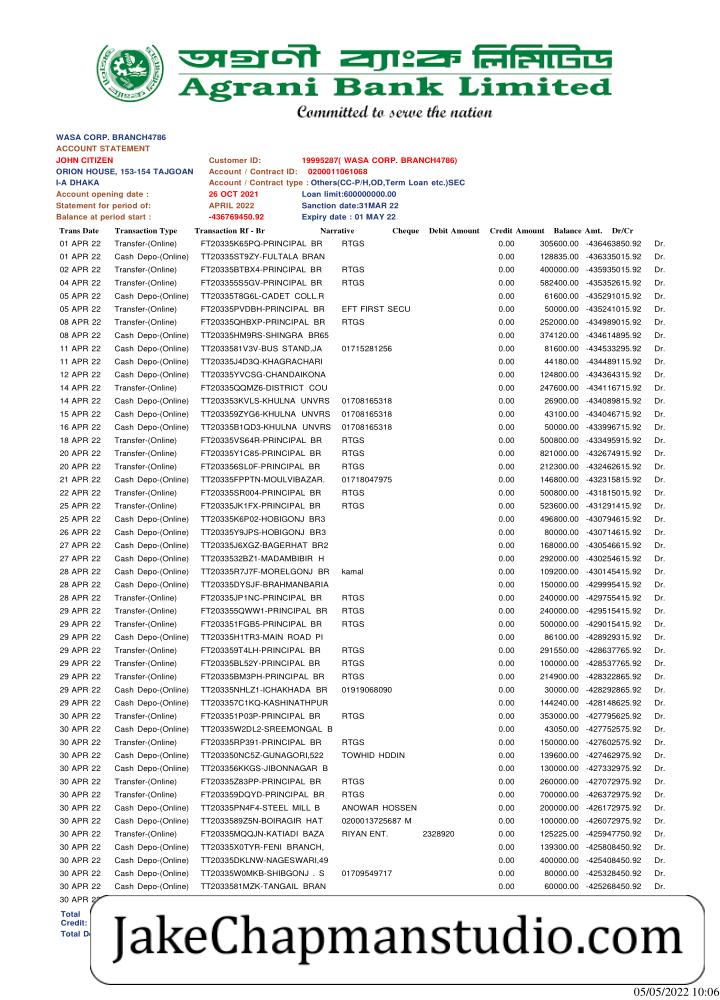 অগ্রণী ব্যাংক লিমিটেড
Agrani Bank Limited
Committed to serve the nation
WASA CORP. BRANCH4786
ACCOUNT STATEMENT
JOHN CITIZEN Customer ID: 19995287( WASA CORP. BRANCH4786)
ORION HOUSE, 153-154 TAJGOAN Account / Contract ID: 0200011061068
I-A DHAKA Account / Contract type : Others(CC-P/H,OD,Term Loan etc.)SEC
Account opening date : 26 OCT 2021 Loan limit:600000000.00
Statement for period of: APRIL 2022 Sanction date:31MAR 22
Balance at period start : -436769450.92 Expiry date : 01 MAY 22
Trans Date Transaction Type Transaction Rf - Br Narrative Cheque Debit Amount Credit Amount Balance Amt. Dr/Cr
01 APR 22 Transfer-(Online) FT20335K65PQ-PRINCIPAL BR RTGS 0.00 305600.00 -436463850.92 Dr.
01 APR 22 Cash Depo-(Online) TT20335ST9ZY-FULTALA BRAN 0.00 128835.00 -436335015.92 Dr.
02 APR 22 Transfer-(Online) FT20335BTBX4-PRINCIPAL BR RTGS 0.00 400000.00 -435935015.92 Dr.
04 APR 22 Transfer-(Online) FT203355S5GV-PRINCIPAL BR RTGS 0.00 582400.00 -435352615.92 Dr.
05 APR 22 Cash Depo-(Online) TT20335T8G6L-CADET COLL.R 0.00 61600.00 -435291015.92 Dr.
05 APR 22 Transfer-(Online) FT20335PVDBH-PRINCIPAL BR EFT FIRST SECU 0.00 50000.00 -435241015.92 Dr.
08 APR 22 Transfer-(Online) FT20335QHBXP-PRINCIPAL BR RTGS 0.00 252000.00 -434989015.92 Dr.
08 APR 22 Cash Depo-(Online) TT20335HM9RS-SHINGRA BR65 0.00 374120.00 -434614895.92 Dr.
11 APR 22 Cash Depo-(Online) TT2033581V3V-BUS STAND,JA 01715281256 0.00 81600.00 -434533295.92 Dr.
11 APR 22 Cash Depo-(Online) TT20335J4D3Q-KHAGRACHARI 0.00 44180.00 -434489115.92 Dr.
12 APR 22 Cash Depo-(Online) TT20335YVCSG-CHANDAIKONA 0.00 124800.00 -434364315.92 Dr.
14 APR 22 Transfer-(Online) FT20335QQMZ6-DISTRICT COU 0.00 247600.00 -434116715.92 Dr.
14 APR 22 Cash Depo-(Online) TT203353KVLS-KHULNA UNVRS 01708165318 0.00 26900.00 -434089815.92 Dr.
15 APR 22 Cash Depo-(Online) TT203359ZYG6-KHULNA UNVRS 01708165318 0.00 43100.00 -434046715.92 Dr.
16 APR 22 Cash Depo-(Online) TT20335B1QD3-KHULNA UNVRS 01708165318 0.00 50000.00 -433996715.92 Dr.
18 APR 22 Transfer-(Online) FT20335VS64R-PRINCIPAL BR RTGS 0.00 500800.00 -433495915.92 Dr.
20 APR 22 Transfer-(Online) FT20335Y1C85-PRINCIPAL BR RTGS 0.00 821000.00 -432674915.92 Dr.
20 APR 22 Transfer-(Online) FT203356SL0F-PRINCIPAL BR RTGS 0.00 212300.00 -432462615.92 Dr.
21 APR 22 Cash Depo-(Online) TT20335FPPTN-MOULVIBAZAR. 01718047975 0.00 146800.00 -432315815.92 Dr.
22 APR 22 Transfer-(Online) FT20335SR004-PRINCIPAL BR RTGS 0.00 500800.00 -431815015.92 Dr.
25 APR 22 Transfer-(Online) FT20335JK1FX-PRINCIPAL BR RTGS 0.00 523600.00 -431291415.92 Dr.
25 APR 22 Cash Depo-(Online) TT20335K6P02-HOBIGONJ BR3 0.00 496800.00 -430794615.92 Dr.
26 APR 22 Cash Depo-(Online) TT20335Y9JPS-HOBIGONJ BR3 0.00 80000.00 -430714615.92 Dr.
27 APR 22 Cash Depo-(Online) TT20335J6XGZ-BAGERHAT BR2 0.00 168000.00 -430546615.92 Dr.
27 APR 22 Cash Depo-(Online) TT2033532BZ1-MADAMBIBIR H 0.00 292000.00 -430254615.92 Dr.
28 APR 22 Cash Depo-(Online) TT20335R7J7F-MORELGONJ BR kamal 0.00 109200.00 -430145415.92 Dr.
28 APR 22 Cash Depo-(Online) TT20335DYSJF-BRAHMANBARIA 0.00 150000.00 -429995415.92 Dr.
28 APR 22 Transfer-(Online) FT20335JP1NC-PRINCIPAL BR RTGS 0.00 240000.00 -429755415.92 Dr.
29 APR 22 Transfer-(Online) FT203355QWW1-PRINCIPAL BR RTGS 0.00 240000.00 -429515415.92 Dr.
29 APR 22 Transfer-(Online) FT203351FGB5-PRINCIPAL BR RTGS 0.00 500000.00 -429015415.92 Dr.
29 APR 22 Cash Depo-(Online) TT20335H1TR3-MAIN ROAD PI 0.00 86100.00 -428929315.92 Dr.
29 APR 22 Transfer-(Online) FT203359T4LH-PRINCIPAL BR RTGS 0.00 291550.00 -428637765.92 Dr.
29 APR 22 Transfer-(Online) FT20335BL52Y-PRINCIPAL BR RTGS 0.00 100000.00 -428537765.92 Dr.
29 APR 22 Transfer-(Online) FT20335BM3PH-PRINCIPAL BR RTGS 0.00 214900.00 -428322865.92 Dr.
29 APR 22 Cash Depo-(Online) TT20335NHLZ1-ICHAKHADA BR 01919068090 0.00 30000.00 -428292865.92 Dr.
29 APR 22 Cash Depo-(Online) TT203357C1KQ-KASHINATHPUR 0.00 144240.00 -428148625.92 Dr.
30 APR 22 Transfer-(Online) FT203351P03P-PRINCIPAL BR RTGS 0.00 353000.00 -427795625.92 Dr.
30 APR 22 Cash Depo-(Online) TT20335W2DL2-SREEMONGAL B 0.00 43050.00 -427752575.92 Dr.
30 APR 22 Transfer-(Online) FT20335RP391-PRINCIPAL BR RTGS 0.00 150000.00 -427602575.92 Dr.
30 APR 22 Cash Depo-(Online) TT20350NC5Z-GUNAGORI,522 TOWHID HDDIN 0.00 139600.00 -427462975.92 Dr.
30 APR 22 Cash Depo-(Online) TT203356KKGS-JIBONNAGAR B 0.00 130000.00 -427332975.92 Dr.
30 APR 22 Transfer-(Online) FT20335Z83PP-PRINCIPAL BR RTGS 0.00 260000.00 -427072975.92 Dr.
30 APR 22 Transfer-(Online) FT203359DQYD-PRINCIPAL BR RTGS 0.00 700000.00 -426372975.92 Dr.
30 APR 22 Cash Depo-(Online) TT20335PN4F4-STEEL MILL B ANOWAR HOSSEN 0.00 200000.00 -426172975.92 Dr.
30 APR 22 Cash Depo-(Online) TT2033589Z5N-BOIRAGIR HAT 0200013725687 M 0.00 100000.00 -426072975.92 Dr.
30 APR 22 Transfer-(Online) FT20335MQQJN-KATIADI BAZA RIYAN ENT. 2328920 0.00 125225.00 -425947750.92 Dr.
30 APR 22 Cash Depo-(Online) TT20335X0TYR-FENI BRANCH, 0.00 139300.00 -425808450.92 Dr.
30 APR 22 Cash Depo-(Online) TT20335DKLNW-NAGESWARI,49 0.00 400000.00 -425408450.92 Dr.
30 APR 22 Cash Depo-(Online) TT20335W0MKB-SHIBGONJ . S 01709549717 0.00 80000.00 -425328450.92 Dr.
30 APR 22 Cash Depo-(Online) TT2033581MZK-TANGAIL BRAN 0.00 60000.00 -425268450.92 Dr.
30 APR
Total
Credit:
Total
JakeChapmanstudio.com
05/05/2022 10:06